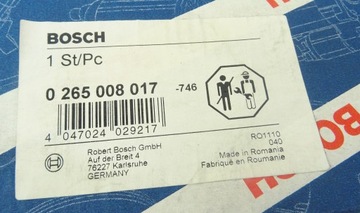 BOSCH
1 St/Pc
0 265 008 017
-746
4 047024 029217
Robert Bosch GmbH
Auf der Breit 4
76227 Karlsruhe
GERMANY
RO1110
040
Made in Romania
Fabriqué en Roumanie